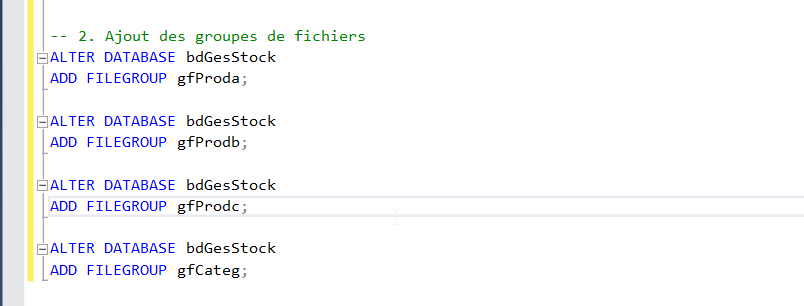 -- 2. Ajout des groupes de fichiers
ALTER DATABASE bdGesStock
ADD FILEGROUP gfProda;
ALTER DATABASE bdGesStock
ADD FILEGROUP gfProdb;
ALTER DATABASE bdGesStock
ADD FILEGROUP gfProdc;
ALTER DATABASE bdGesStock
ADD FILEGROUP gfCateg;